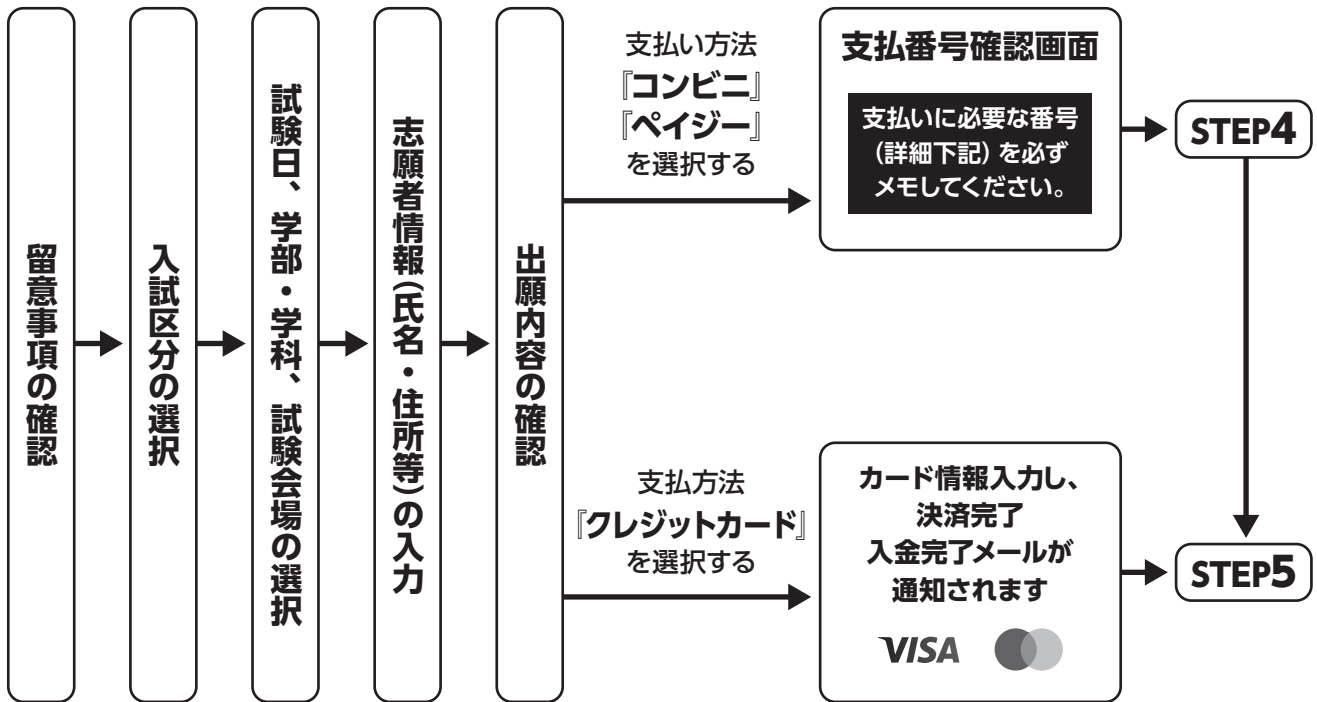 留意事項の確認
入試区分の選択
試験日、学部・学科、試験会場の選択
志願者情報(氏名・住所等)の入力
出願内容の確認
支払い方法
『コンビニ』
『ペイジー』
を選択する
支払番号確認画面
支払いに必要な番号
(詳細下記)を必ず
メモしてください。
STEP4
支払方法
『クレジットカード』
を選択する
カード情報入力し、
決済完了
入金完了メールが
通知されます
VISA
STEP5